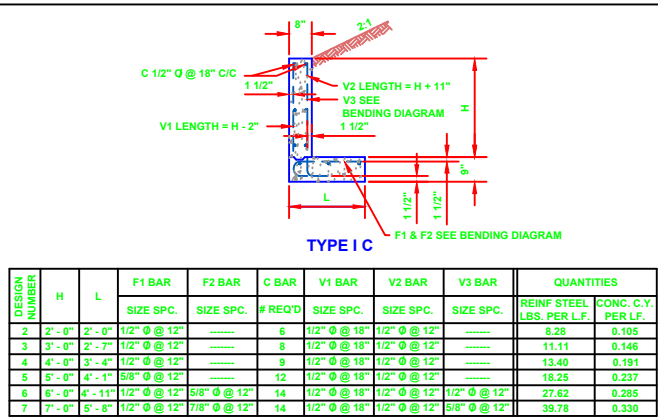 8"
2:1
C 1/2" Ø @ 18" C/C
1 1/2"
V2 LENGTH = H + 11"
V3 SEE
BENDING DIAGRAM
1 1/2"
V1 LENGTH = H - 2"
H
9"
L
1 1/2"
1 1/2"
F1 & F2 SEE BENDING DIAGRAM
TYPE I C
DESIGN NUMBER H L F1 BAR F2 BAR C BAR V1 BAR V2 BAR V3 BAR QUANTITIES
SIZE SPC. SIZE SPC. # REQ'D SIZE SPC. SIZE SPC. SIZE SPC. REINF STEEL LBS. PER L.F. CONC. C.Y. PER LF.
2 2' - 0" 2' - 0" 1/2" Ø @ 12" ------- 6 1/2" Ø @ 18" 1/2" Ø @ 12" ------- 8.28 0.105
3 3' - 0" 2' - 7" 1/2" Ø @ 12" ------- 8 1/2" Ø @ 18" 1/2" Ø @ 12" ------- 11.11 0.146
4 4' - 0" 3' - 4" 1/2" Ø @ 12" ------- 9 1/2" Ø @ 18" 1/2" Ø @ 12" ------- 13.40 0.191
5 5' - 0" 4' - 1" 5/8" Ø @ 12" ------- 12 1/2" Ø @ 18" 1/2" Ø @ 12" ------- 18.25 0.237
6 6' - 0" 4' - 11" 1/2" Ø @ 12" 5/8" Ø @ 12" 14 1/2" Ø @ 18" 1/2" Ø @ 12" 1/2" Ø @ 12" 27.62 0.285
7 7' - 0" 5' - 8" 1/2" Ø @ 12" 7/8" Ø @ 12" 14 1/2" Ø @ 18" 1/2" Ø @ 12" 5/8" Ø @ 12" 39.78 0.330